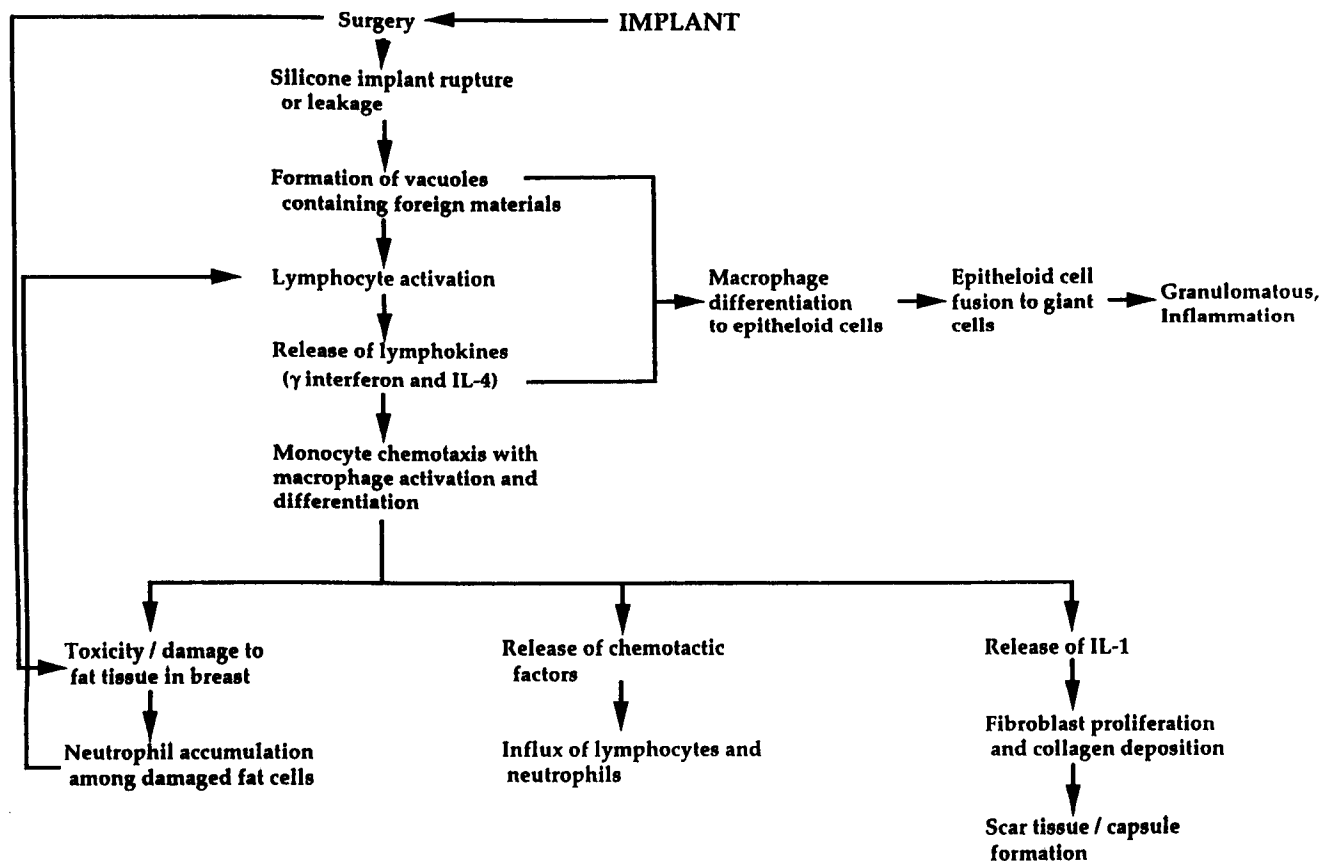 Surgery
IMPLANT
Silicone implant rupture
or leakage
Formation of vacuoles
containing foreign materials
Lymphocyte activation
Release of lymphokines
(γ interferon and IL-4)
Macrophage
differentiation
to epitheloid cells
Epitheloid cell
fusion to giant
cells
Granulomatous,
Inflammation
Monocyte chemotaxis with
macrophage activation and
differentiation
Toxicity / damage to
fat tissue in breast
Neutrophil accumulation
among damaged fat cells
Release of chemotactic
factors
Influx of lymphocytes and
neutrophils
Release of IL-1
Fibroblast proliferation
and collagen deposition
Scar tissue / capsule
formation